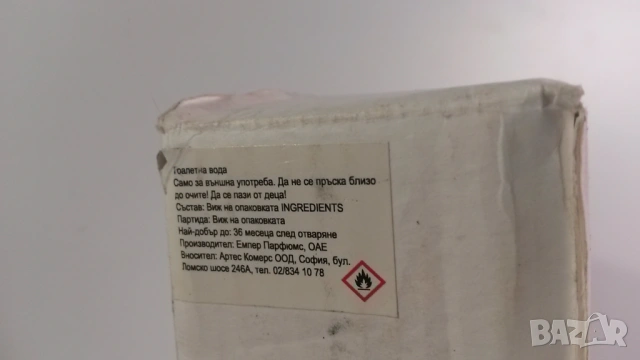 Тоалетна вода
Само за външна употреба. Да не се пръска близо
до очите! Да се пази от деца!
Състав: Виж на опаковката INGREDIENTS
Партида: Виж на опаковката
Най-добър до: 36 месеца след отваряне
Производител: Емпер Парфюмс, ОАЕ
Вносител: Артес Комерс ООД, София, бул.
Ломско шосе 246А, тел. 02/834 10 78
BAZAR
bg